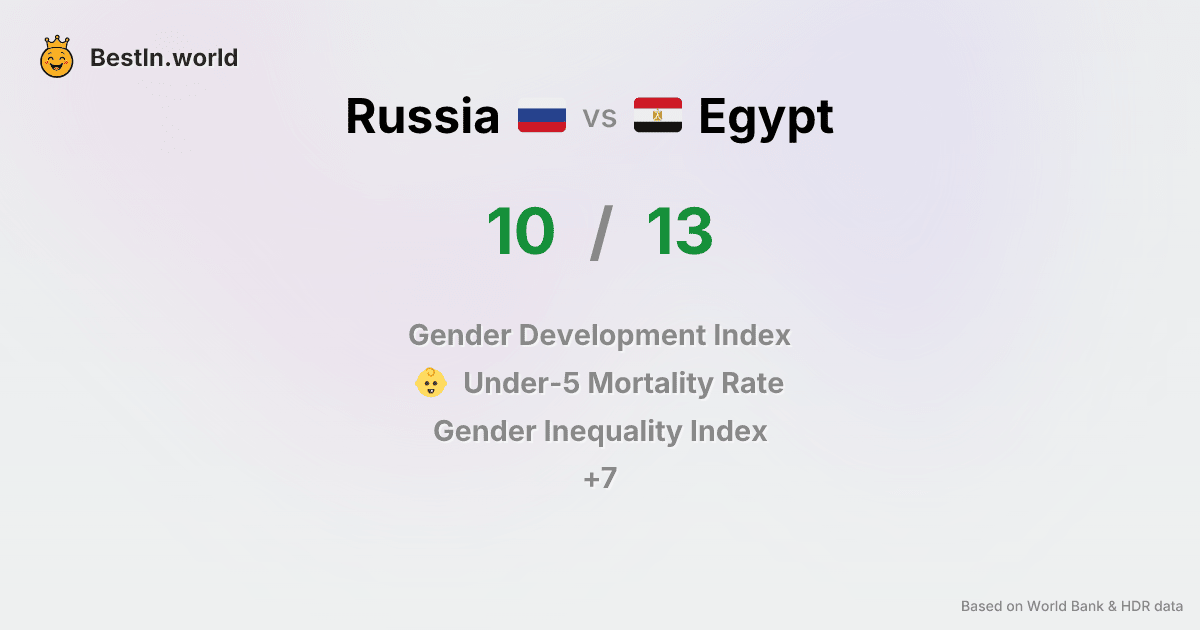 BestIn.world
Russia vs Egypt
10 / 13
Gender Development Index
Under-5 Mortality Rate
Gender Inequality Index
+7
Based on World Bank & HDR data